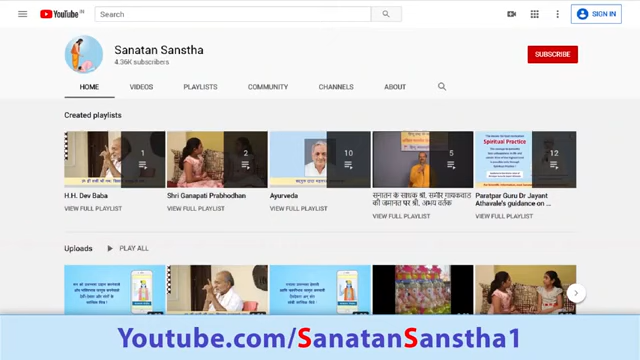 YouTube IN
Search
SIGN IN
Sanatan Sanstha
4.36K subscribers
SUBSCRIBE
HOME VIDEOS PLAYLISTS COMMUNITY CHANNELS ABOUT
Created playlists
1 2 10 5 12
Spiritual Practice
H.H. Dev Baba
VIEW FULL PLAYLIST
Shri Ganapati Prabhodhan
VIEW FULL PLAYLIST
Ayurveda
VIEW FULL PLAYLIST
सनातन के साधक श्री. समीर गायकवाड
की जमानत पर श्री. अभय वर्तक
VIEW FULL PLAYLIST
Paratpar Guru Dr Jayant
Athavale's guidance on ...
VIEW FULL PLAYLIST
Uploads PLAY ALL
Youtube.com/SanatanSanstha1